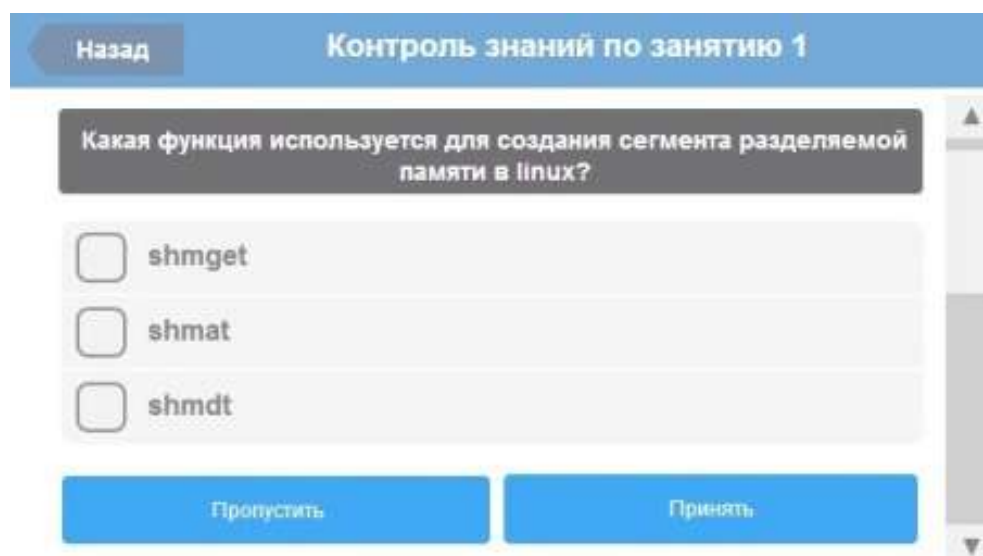 Назад
Контроль знаний по занятию 1
Какая функция используется для создания сегмента разделяемой
памяти в linux?
shmget
shmat
shmdt
Пропустить
Принять